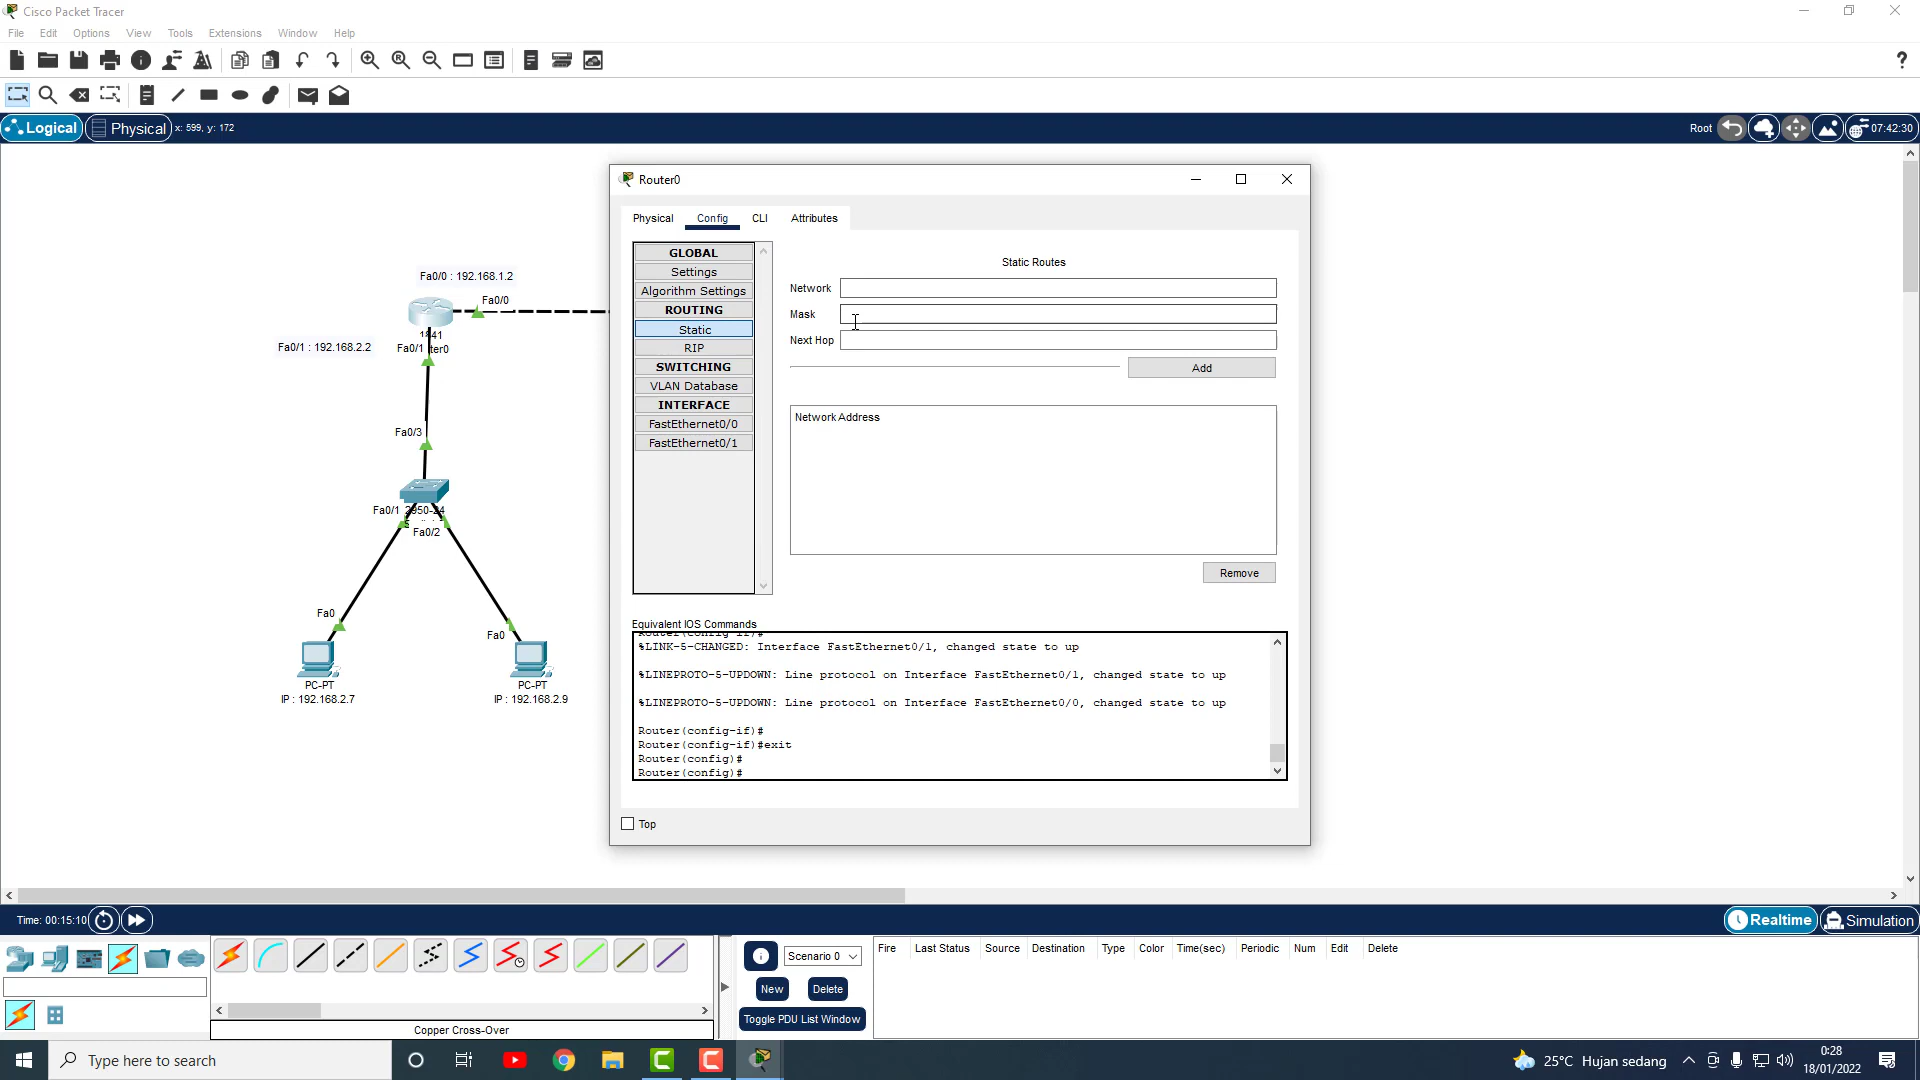 Cisco Packet Tracer
File Edit Options View Tools Extensions Window Help
Logical Physical x: 599, y: 172 Root 07:42:30
Router0
Physical Config CLI Attributes
GLOBAL
Settings
Algorithm Settings
ROUTING
Static
RIP
SWITCHING
VLAN Database
INTERFACE
FastEthernet0/0
FastEthernet0/1
Static Routes
Network
Mask
Next Hop
Add
Network Address
Remove
Equivalent IOS Commands
Router(config-if)#
%LINK-5-CHANGED: Interface FastEthernet0/1, changed state to up
%LINEPROTO-5-UPDOWN: Line protocol on Interface FastEthernet0/1, changed state to up
%LINEPROTO-5-UPDOWN: Line protocol on Interface FastEthernet0/0, changed state to up
Router(config-if)#
Router(config-if)#exit
Router(config)#
Router(config)#
Top
Fa0/0 : 192.168.1.2
Fa0/0
1841
Fa0/1 : 192.168.2.2
Fa0/1
Fa0/3
Fa0/1 2950-24
Fa0/2
Fa0
Fa0
PC-PT
IP : 192.168.2.7
PC-PT
IP : 192.168.2.9
Time: 00:15:10
Realtime Simulation
Scenario 0
New Delete
Toggle PDU List Window
Fire Last Status Source Destination Type Color Time(sec) Periodic Num Edit Delete
Copper Cross-Over
Type here to search
25°C Hujan sedang
0:28
18/01/2022